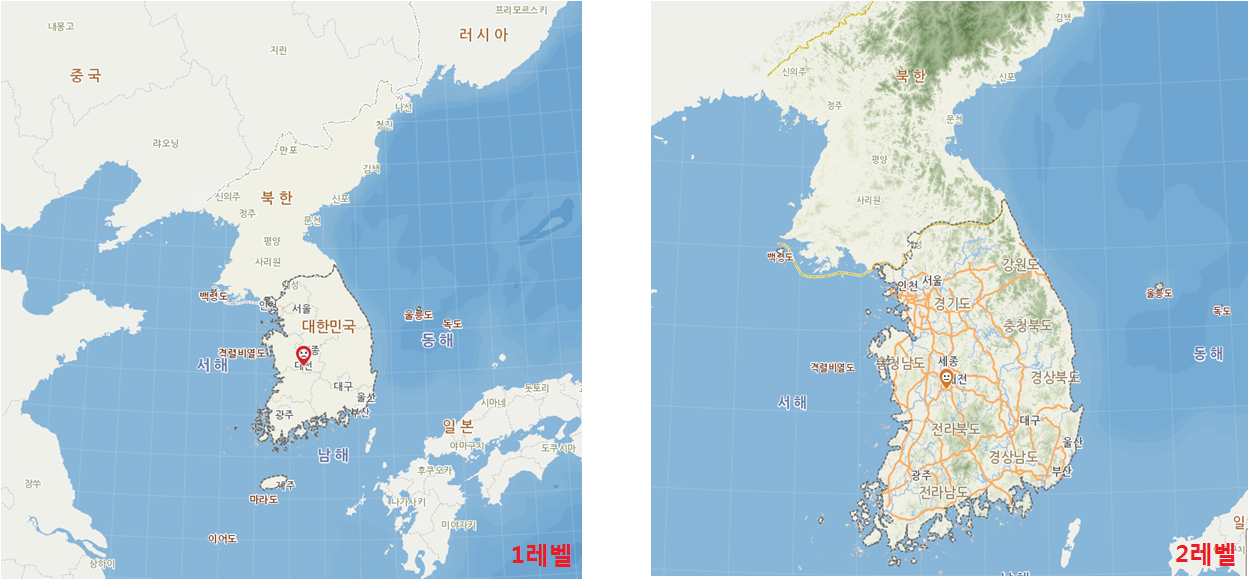 프리모르스키
내몽고
러시아
지린
중국
나선
청진
랴오닝
만포
김책
신의주
북한
신포
정주
문천
평양
사리원
백령도
서울
울릉도
대한민국
독도
동해
격렬비열도
서해
대전
대구
돗토리
울산
시마네
광주
부산
일본
야마구치
도쿠시마
남해
후쿠오카
장쑤
제주
마라도
나가사키
미야자키
이어도
상하이
1레벨
김책
신의주
북한
신포
정주
문천
평양
사리원
백령도
강원도
인천
서울
울릉도
경기도
독도
충청북도
동해
세종
충청남도
격렬비열도
경상북도
대전
서해
대구
전라북도
울산
경상남도
부산
광주
전라남도
2레벨